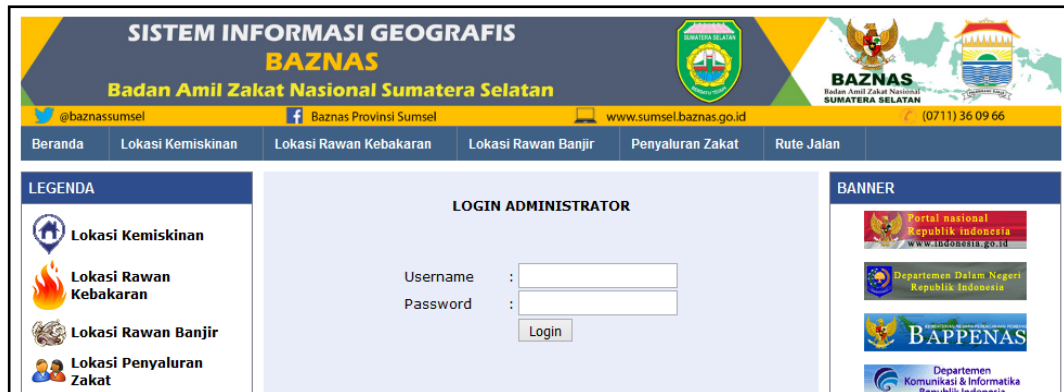 SISTEM INFORMASI GEOGRAFIS
BAZNAS
Badan Amil Zakat Nasional Sumatera Selatan
SUMATERA SELATAN
BERSATU TEGUH
BAZNAS
Badan Amil Zakat Nasional
SUMATERA SELATAN
@baznassumsel
Baznas Provinsi Sumsel
www.sumsel.baznas.go.id
(0711) 36 09 66
Beranda
Lokasi Kemiskinan
Lokasi Rawan Kebakaran
Lokasi Rawan Banjir
Penyaluran Zakat
Rute Jalan
LEGENDA
Lokasi Kemiskinan
Lokasi Rawan
Kebakaran
Lokasi Rawan Banjir
Lokasi Penyaluran
Zakat
LOGIN ADMINISTRATOR
Username :
Password :
Login
BANNER
Portal nasional
Republik indonesia
www.indonesia.go.id
Departemen Dalam Negeri
Republik Indonesia
BAPPENAS
Departemen
Komunikasi & Informatika
Republik Indonesia